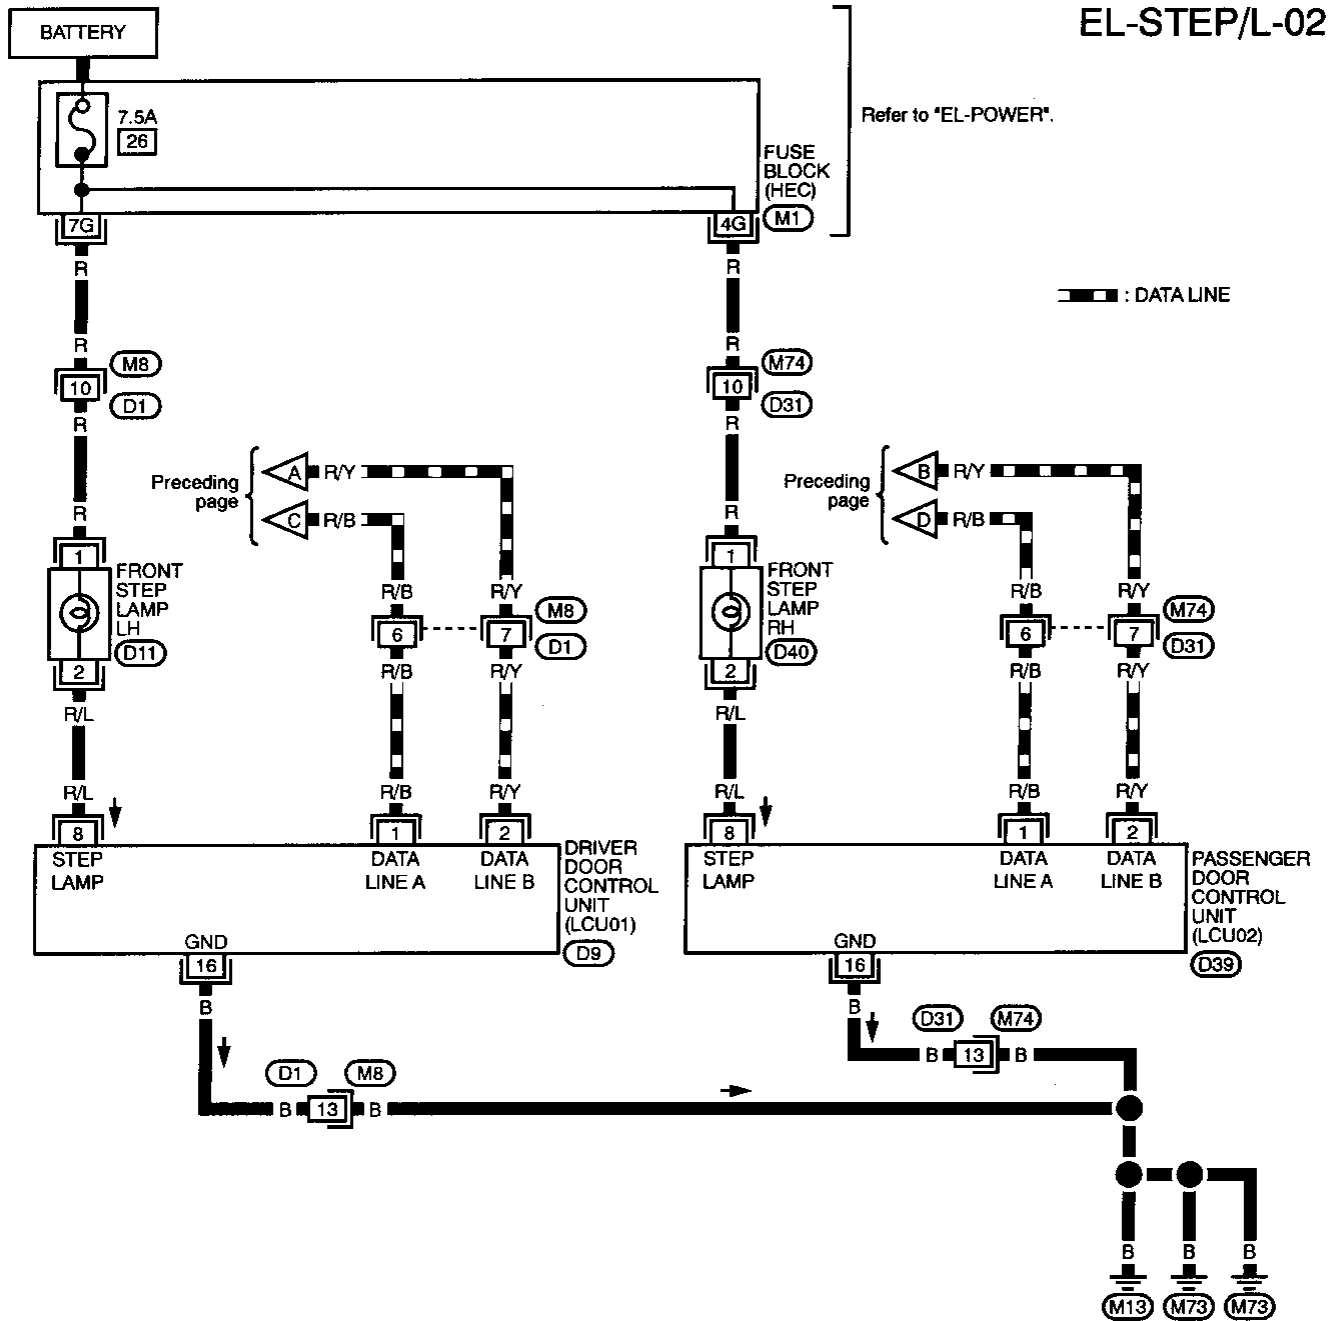 EL-STEP/L-02
BATTERY
7.5A
26
Refer to "EL-POWER".
FUSE
BLOCK
(HEC)
M1
7G
4G
R
R
: DATA LINE
R
R
M8
M74
10
10
D1
D31
R
R
Preceding
page
A
R/Y
C
R/B
Preceding
page
B
R/Y
D
R/B
R
R
1
1
FRONT
STEP
LAMP
LH
D11
FRONT
STEP
LAMP
RH
D40
2
2
R/B
R/Y
M8
6
7
D1
R/B
R/Y
R/B
R/Y
M74
6
7
D31
R/B
R/Y
R/L
R/L
R/L
R/B
R/Y
R/L
R/B
R/Y
8
1
2
8
1
2
STEP
LAMP
DATA
LINE A
DATA
LINE B
DRIVER
DOOR
CONTROL
UNIT
(LCU01)
D9
STEP
LAMP
DATA
LINE A
DATA
LINE B
PASSENGER
DOOR
CONTROL
UNIT
(LCU02)
D39
GND
16
GND
16
B
B
D31
M74
B
13
B
D1
M8
B
13
B
B
B
B
M13
M73
M73